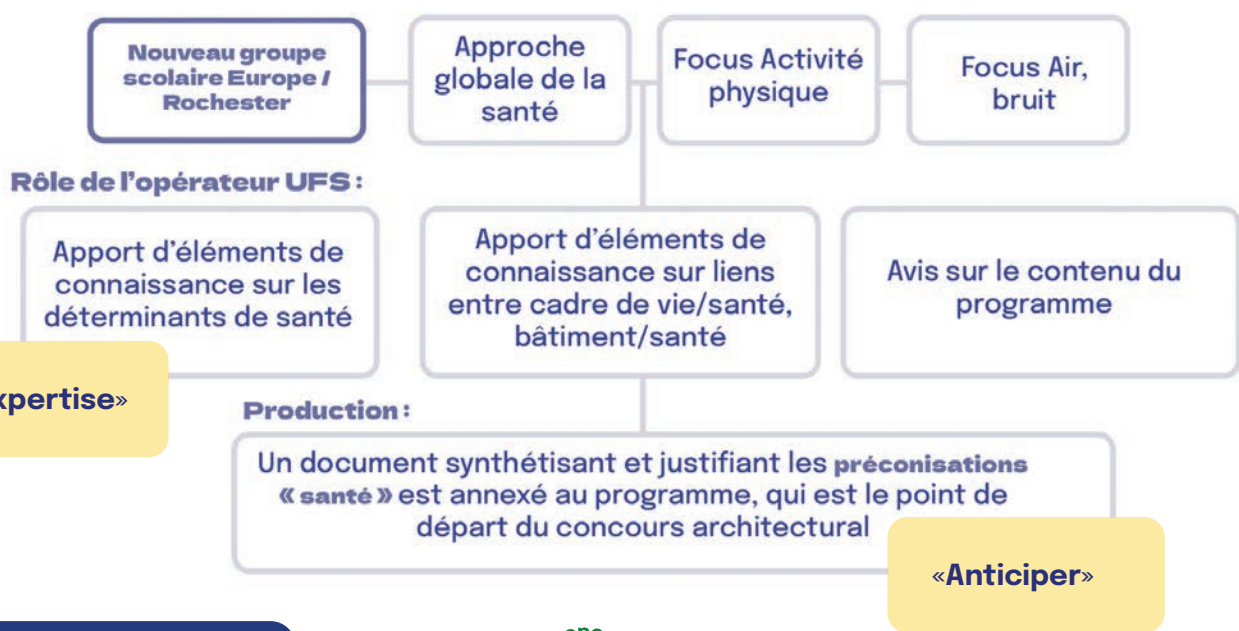 Nouveau groupe
scolaire Europe /
Rochester
Approche
globale de la
santé
Focus Activité
physique
Focus Air,
bruit
Rôle de l'opérateur UFS :
Apport d'éléments de
connaissance sur les
déterminants de santé
Apport d'éléments de
connaissance sur liens
entre cadre de vie/santé,
bâtiment/santé
Avis sur le contenu du
programme
xpertise»
Production :
Un document synthétisant et justifiant les préconisations
« santé » est annexé au programme, qui est le point de
départ du concours architectural
«Anticiper»